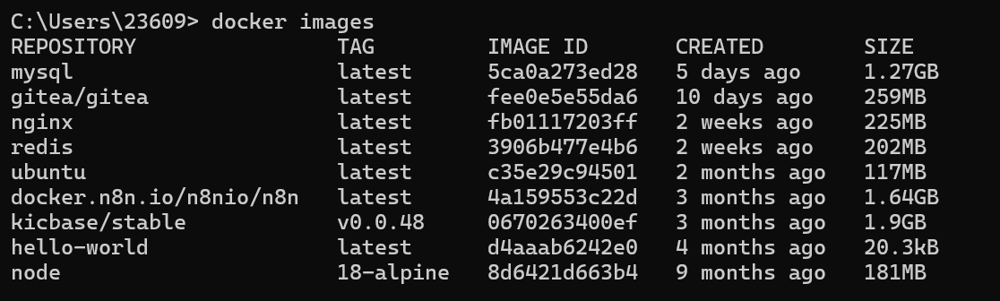 C:\Users\23609> docker images
REPOSITORY                TAG         IMAGE ID       CREATED         SIZE
mysql                     latest      5ca0a273ed28   5 days ago      1.27GB
gitea/gitea               latest      fee0e5e55da6   10 days ago     259MB
nginx                     latest      fb01117203ff   2 weeks ago     225MB
redis                     latest      3906b477e4b6   2 weeks ago     202MB
ubuntu                    latest      c35e29c94501   2 months ago    117MB
docker.n8n.io/n8nio/n8n   latest      4a159553c22d   3 months ago    1.64GB
kicbase/stable            v0.0.48     0670263400ef   3 months ago    1.9GB
hello-world               latest      d4aaab6242e0   4 months ago    20.3kB
node                      18-alpine   8d6421d663b4   9 months ago    181MB